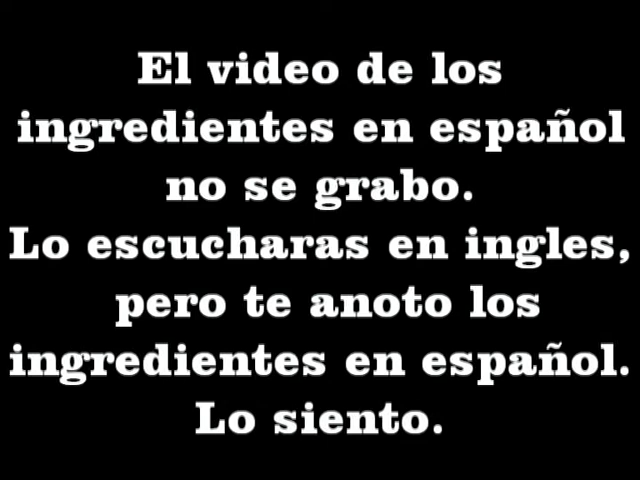 El video de los
ingredientes en español
no se grabo.
Lo escucharas en ingles,
pero te anoto los
ingredientes en español.
Lo siento.